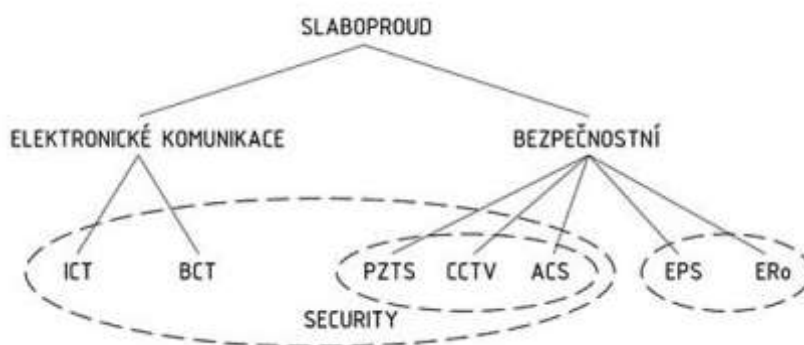 SLABOPROUD
ELEKTRONICKÉ KOMUNIKACE BEZPEČNOSTNÍ
ICT BCT PZTS CCTV ACS EPS ERo
SECURITY